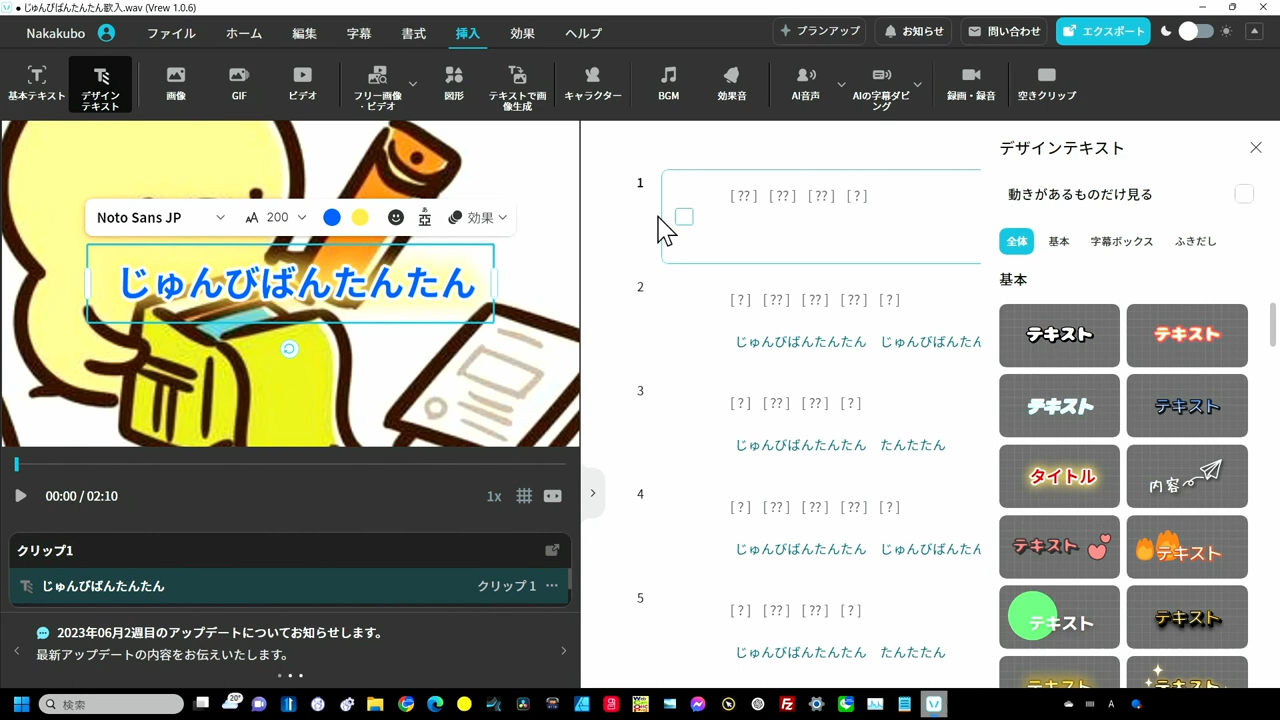 ● じゅんびばんたんたん歌入.wav (Vrew 1.0.6)
Nakakubo ファイル ホーム 編集 字幕 書式 挿入 効果 ヘルプ プランアップ お知らせ 問い合わせ エクスポート
基本テキスト デザインテキスト 画像 GIF ビデオ フリー画像・ビデオ 図形 テキストで画像生成 キャラクター BGM 効果音 AI音声 AIの字幕ダビング 録画・録音 空きクリップ
Noto Sans JP 200 効果
じゅんびばんたんたん
00:00 / 02:10 1x
クリップ1
じゅんびばんたんたん クリップ 1
2023年06月2週目のアップデートについてお知らせします。
最新アップデートの内容をお伝えいたします。
1
[??] [??] [??] [?]
2
[?] [??] [??] [??] [?]
じゅんびばんたんたん じゅんびばんたん
3
[?] [??] [??] [?]
じゅんびばんたんたん たんたたん
4
[?] [??] [??] [??] [?]
じゅんびばんたんたん じゅんびばんたん
5
[?] [??] [??] [?]
じゅんびばんたんたん たんたたん
デザインテキスト
動きがあるものだけ見る
全体 基本 字幕ボックス ふきだし
基本
テキスト テキスト
テキスト テキスト
タイトル 内容
テキスト テキスト
テキスト テキスト
テキスト テキスト
検索 20° A